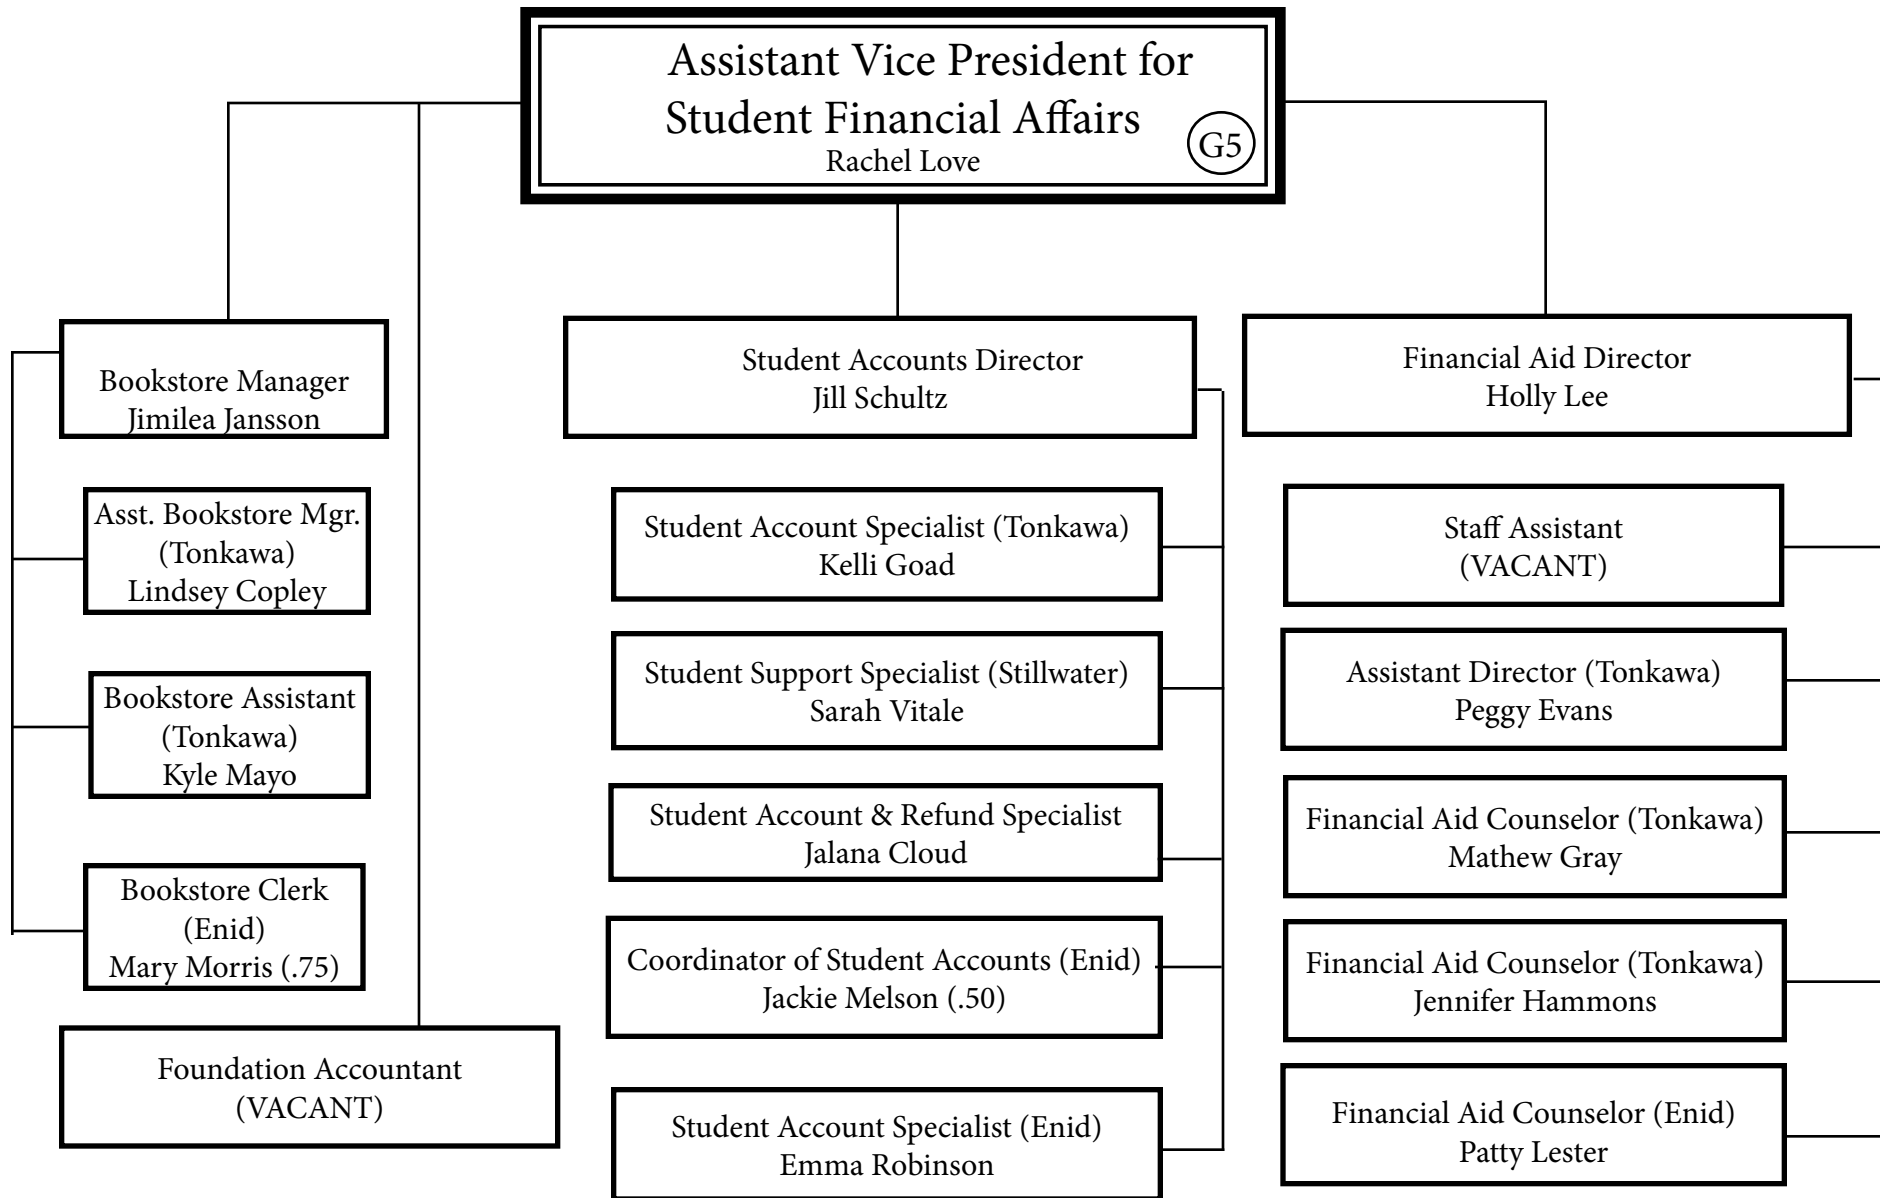 Assistant Vice President for
Student Financial Affairs
Rachel Love
G5
Bookstore Manager
Jimilea Jansson
Asst. Bookstore Mgr.
(Tonkawa)
Lindsey Copley
Bookstore Assistant
(Tonkawa)
Kyle Mayo
Bookstore Clerk
(Enid)
Mary Morris (.75)
Foundation Accountant
(VACANT)
Student Accounts Director
Jill Schultz
Student Account Specialist (Tonkawa)
Kelli Goad
Student Support Specialist (Stillwater)
Sarah Vitale
Student Account & Refund Specialist
Jalana Cloud
Coordinator of Student Accounts (Enid)
Jackie Melson (.50)
Student Account Specialist (Enid)
Emma Robinson
Financial Aid Director
Holly Lee
Staff Assistant
(VACANT)
Assistant Director (Tonkawa)
Peggy Evans
Financial Aid Counselor (Tonkawa)
Mathew Gray
Financial Aid Counselor (Tonkawa)
Jennifer Hammons
Financial Aid Counselor (Enid)
Patty Lester